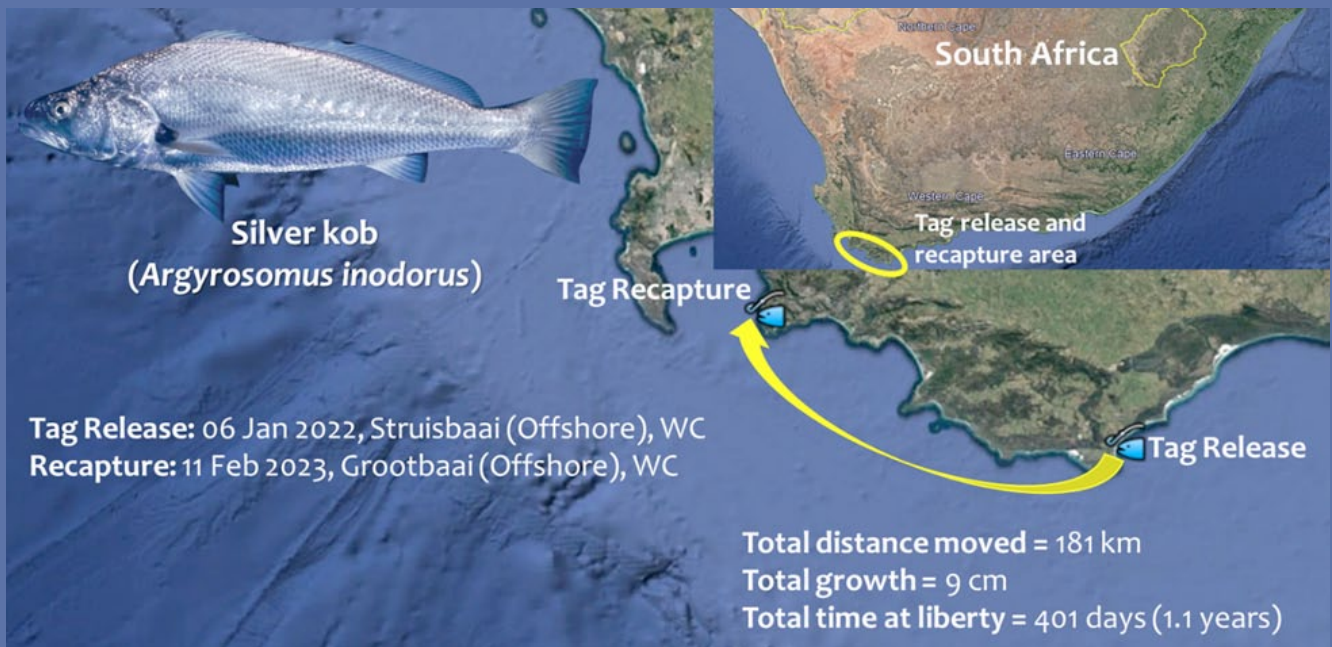 Northern Cape
South Africa
Eastern Cape
Western Cape
Tag release and
recapture area
Silver kob
(Argyrosomus inodorus)
Tag Recapture
Tag Release: 06 Jan 2022, Struisbaai (Offshore), WC
Recapture: 11 Feb 2023, Grootbaai (Offshore), WC
Tag Release
Total distance moved = 181 km
Total growth = 9 cm
Total time at liberty = 401 days (1.1 years)